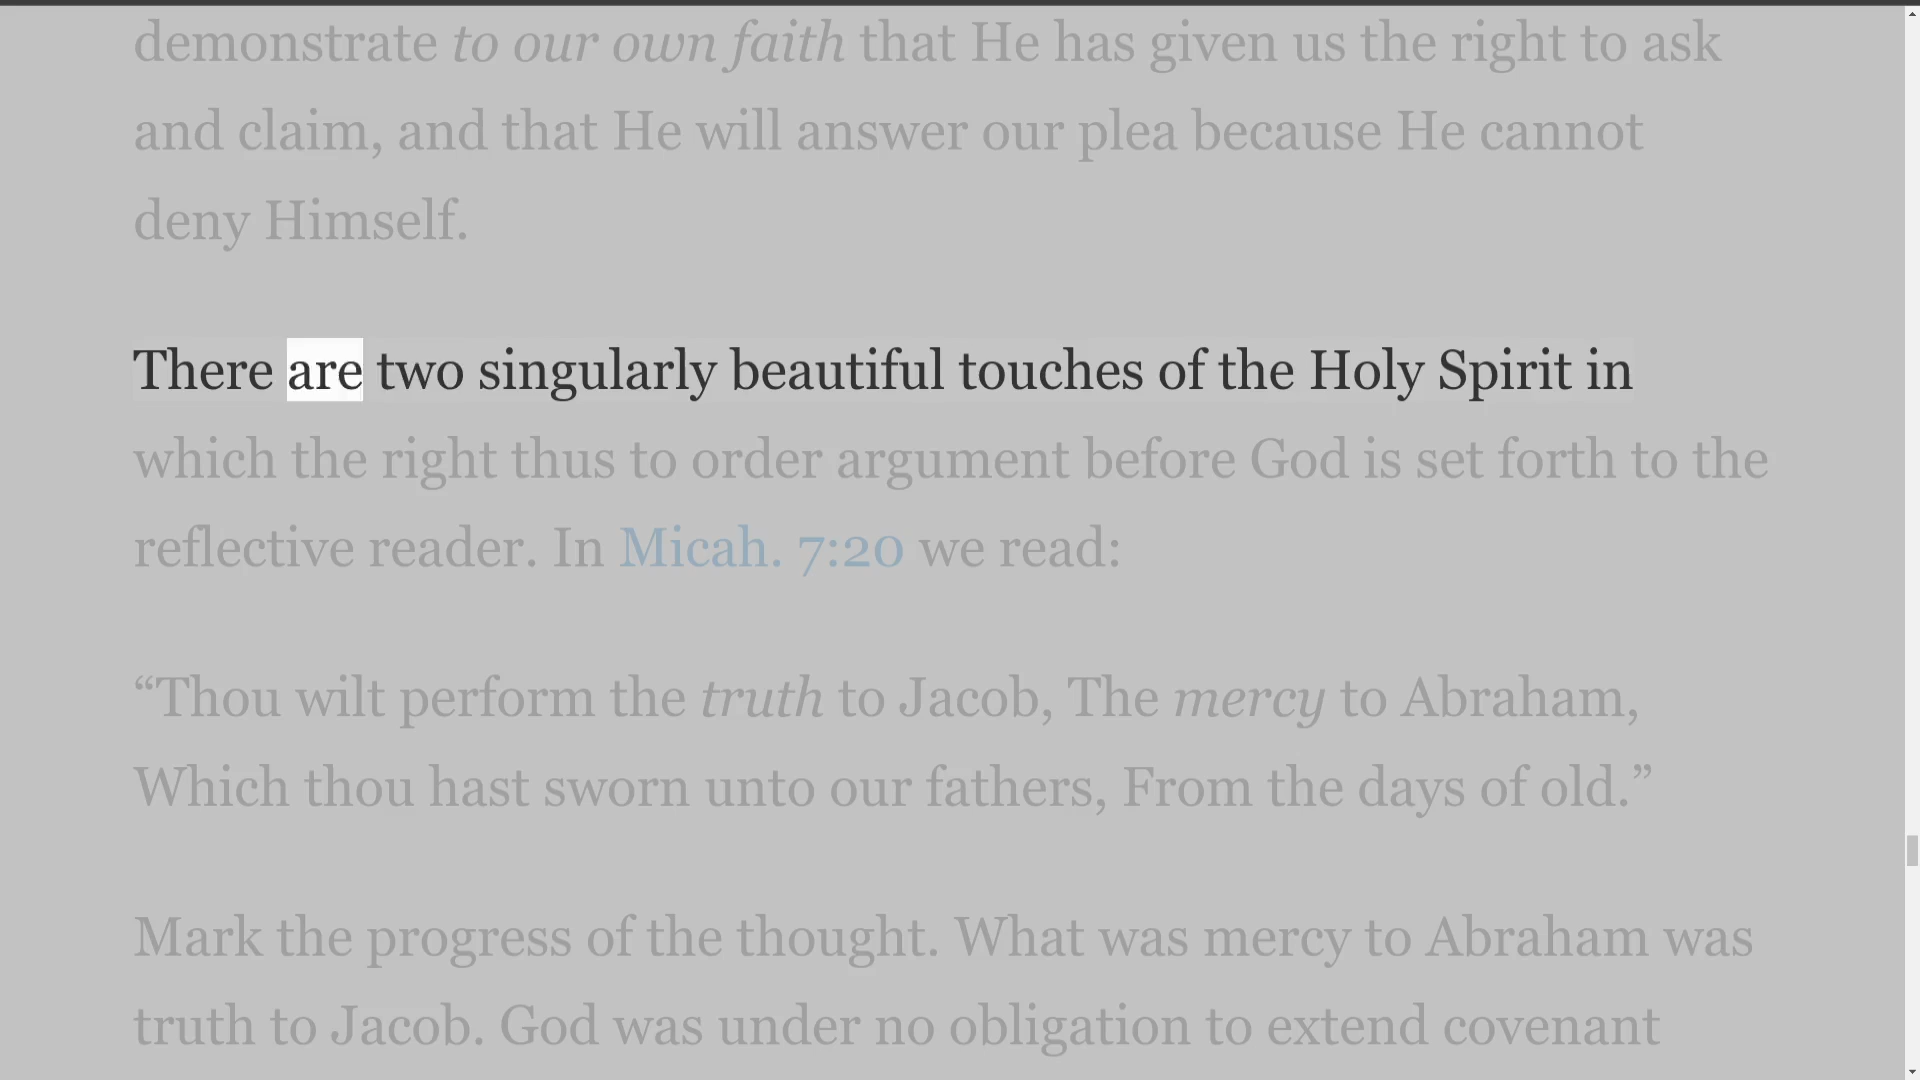 demonstrate to our own faith that He has given us the right to ask
and claim, and that He will answer our plea because He cannot
deny Himself.
There are two singularly beautiful touches of the Holy Spirit in
which the right thus to order argument before God is set forth to the
reflective reader. In Micah. 7:20 we read:
“Thou wilt perform the truth to Jacob, The mercy to Abraham,
Which thou hast sworn unto our fathers, From the days of old.”
Mark the progress of the thought. What was mercy to Abraham was
truth to Jacob. God was under no obligation to extend covenant